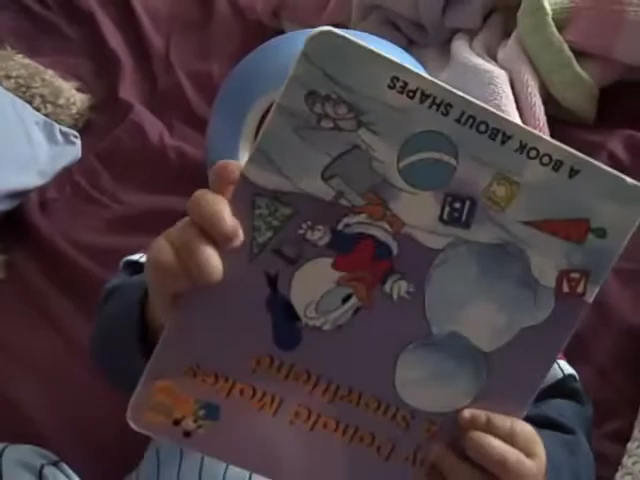 Donald Makes
a Snowfriend
A BOOK ABOUT SHAPES
B
A